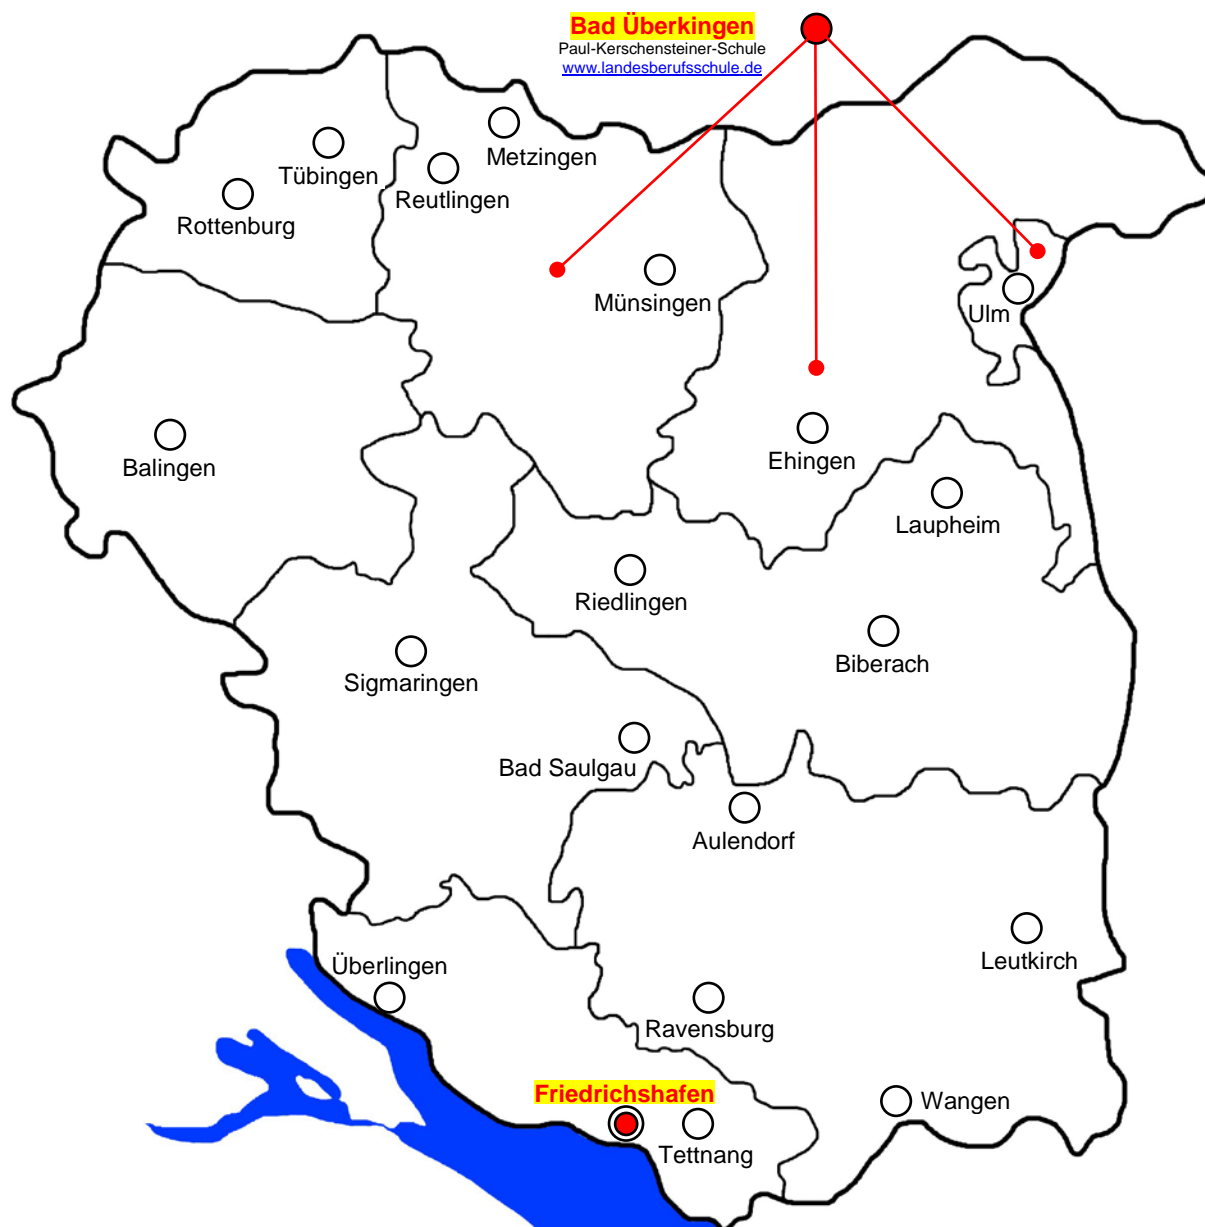 Bad Überkingen
Paul-Kerschensteiner-Schule
www.landesberufsschule.de
Metzingen
Tübingen
Reutlingen
Rottenburg
Münsingen
Ulm
Balingen
Ehingen
Laupheim
Riedlingen
Biberach
Sigmaringen
Bad Saulgau
Aulendorf
Leutkirch
Überlingen
Ravensburg
Friedrichshafen
Wangen
Tettnang